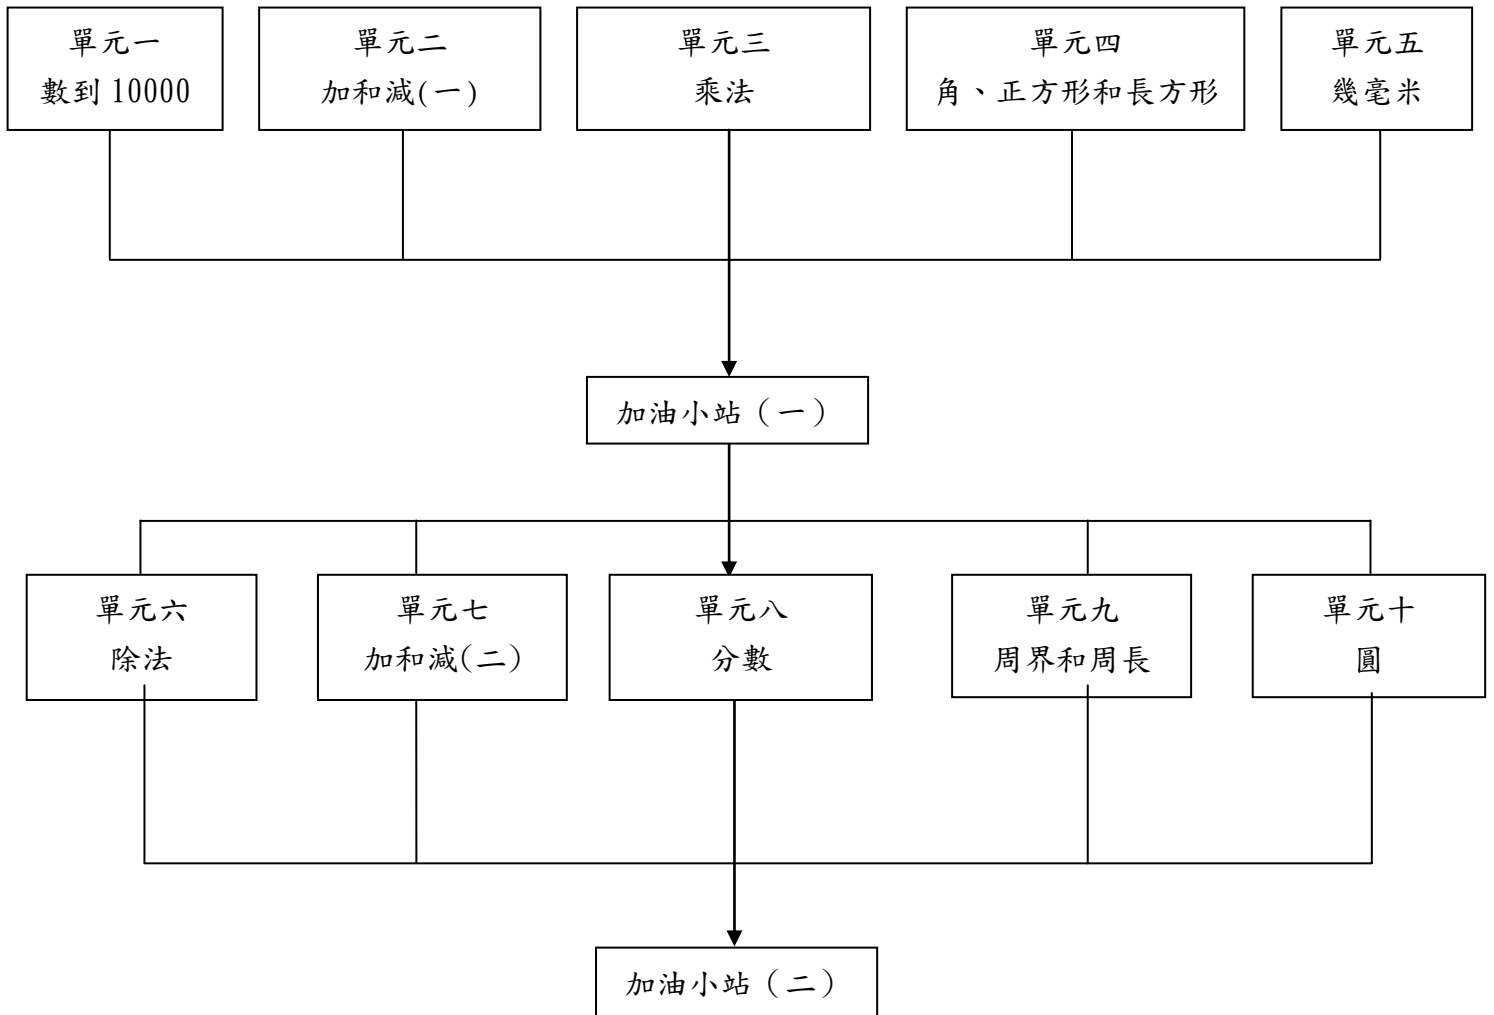 單元一
數到 10000
單元二
加和減(一)
單元三
乘法
單元四
角、正方形和長方形
單元五
幾毫米
加油小站（一）
單元六
除法
單元七
加和減(二)
單元八
分數
單元九
周界和周長
單元十
圓
加油小站（二）